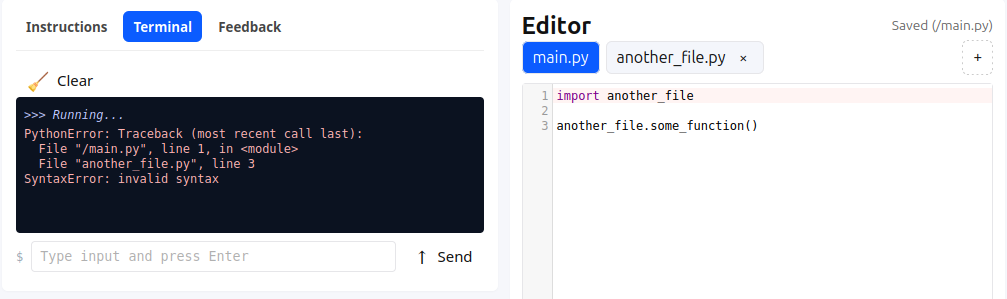 Instructions Terminal Feedback
Clear
>>> Running...
PythonError: Traceback (most recent call last):
  File "/main.py", line 1, in <module>
  File "another_file.py", line 3
SyntaxError: invalid syntax
$ Type input and press Enter ↑ Send
Editor Saved (/main.py)
main.py another_file.py × +
1 import another_file
2
3 another_file.some_function()